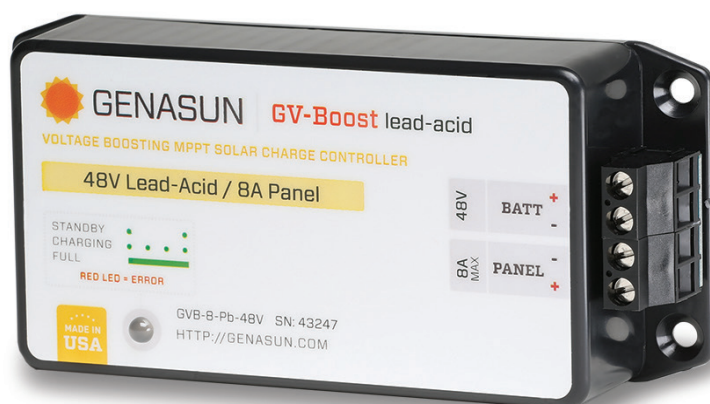 GENASUN GV-Boost lead-acid
VOLTAGE BOOSTING MPPT SOLAR CHARGE CONTROLLER
48V Lead-Acid / 8A Panel
48V BATT + -
8A MAX PANEL - +
STANDBY
CHARGING
FULL
RED LED = ERROR
MADE IN
USA
GVB-8-Pb-48V SN: 43247
HTTP://GENASUN.COM